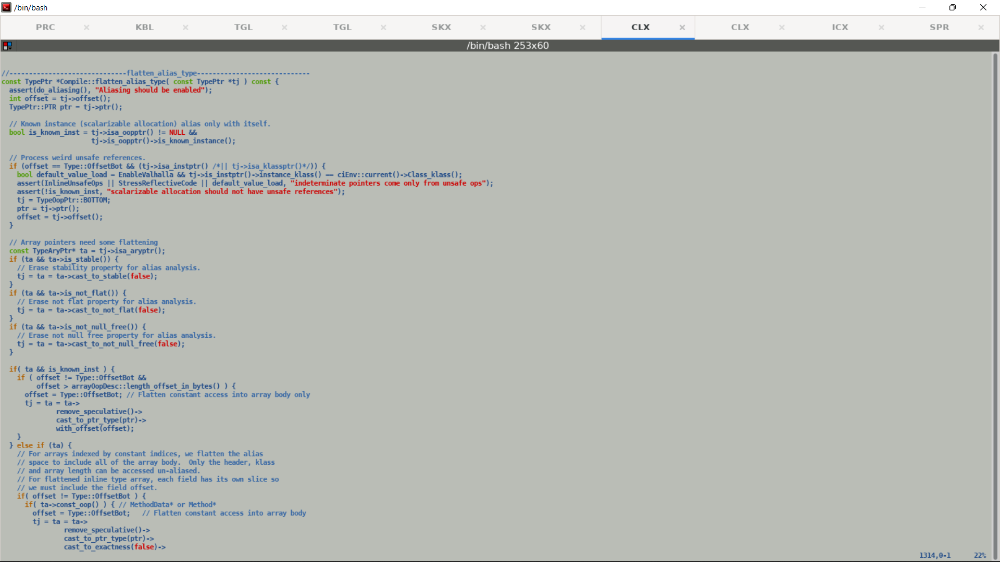 /bin/bash
PRC × KBL × TGL × TGL × SKX × SKX × CLX × CLX × ICX × SPR ×
/bin/bash 253x60
//------------------------------flatten_alias_type-----------------------------
const TypePtr *Compile::flatten_alias_type( const TypePtr *tj ) const {
  assert(do_aliasing(), "Aliasing should be enabled");
  int offset = tj->offset();
  TypePtr::PTR ptr = tj->ptr();

  // Known instance (scalarizable allocation) alias only with itself.
  bool is_known_inst = tj->isa_oopptr() != NULL &&
                       tj->is_oopptr()->is_known_instance();

  // Process weird unsafe references.
  if (offset == Type::OffsetBot && (tj->isa_instptr() /*|| tj->isa_klassptr()*/)) {
    bool default_value_load = EnableValhalla && tj->is_instptr()->instance_klass() == ciEnv::current()->Class_klass();
    assert(InlineUnsafeOps || StressReflectiveCode || default_value_load, "indeterminate pointers come only from unsafe ops");
    assert(!is_known_inst, "scalarizable allocation should not have unsafe references");
    tj = TypeOopPtr::BOTTOM;
    ptr = tj->ptr();
    offset = tj->offset();
  }

  // Array pointers need some flattening
  const TypeAryPtr* ta = tj->isa_aryptr();
  if (ta && ta->is_stable()) {
    // Erase stability property for alias analysis.
    tj = ta = ta->cast_to_stable(false);
  }
  if (ta && ta->is_not_flat()) {
    // Erase not flat property for alias analysis.
    tj = ta = ta->cast_to_not_flat(false);
  }
  if (ta && ta->is_not_null_free()) {
    // Erase not null free property for alias analysis.
    tj = ta = ta->cast_to_not_null_free(false);
  }

  if( ta && is_known_inst ) {
    if ( offset != Type::OffsetBot &&
         offset > arrayOopDesc::length_offset_in_bytes() ) {
      offset = Type::OffsetBot; // Flatten constant access into array body only
      tj = ta = ta->
              remove_speculative()->
              cast_to_ptr_type(ptr)->
              with_offset(offset);
    }
  } else if (ta) {
    // For arrays indexed by constant indices, we flatten the alias
    // space to include all of the array body.  Only the header, klass
    // and array length can be accessed un-aliased.
    // For flattened inline type array, each field has its own slice so
    // we must include the field offset.
    if( offset != Type::OffsetBot ) {
      if( ta->const_oop() ) { // MethodData* or Method*
        offset = Type::OffsetBot;   // Flatten constant access into array body
        tj = ta = ta->
                remove_speculative()->
                cast_to_ptr_type(ptr)->
                cast_to_exactness(false)->
1314,0-1      22%